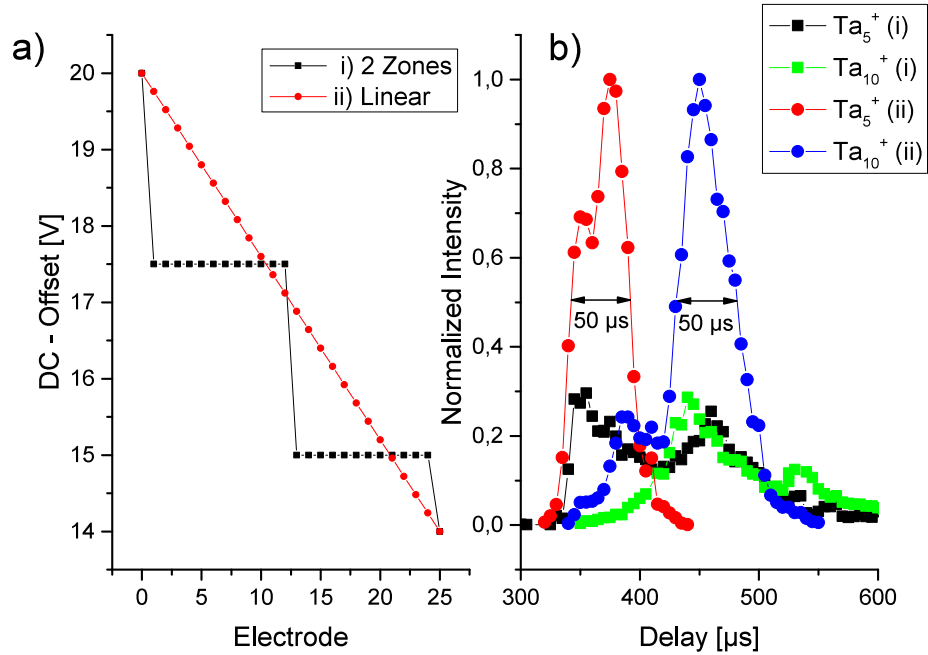 a)
i) 2 Zones
ii) Linear
20
19
18
17
16
15
14
DC - Offset [V]
0 5 10 15 20 25
Electrode
b)
Ta₅⁺ (i)
Ta₁₀⁺ (i)
Ta₅⁺ (ii)
Ta₁₀⁺ (ii)
1,0
0,8
0,6
0,4
0,2
0,0
Normalized Intensity
50 µs
50 µs
300 400 500 600
Delay [µs]